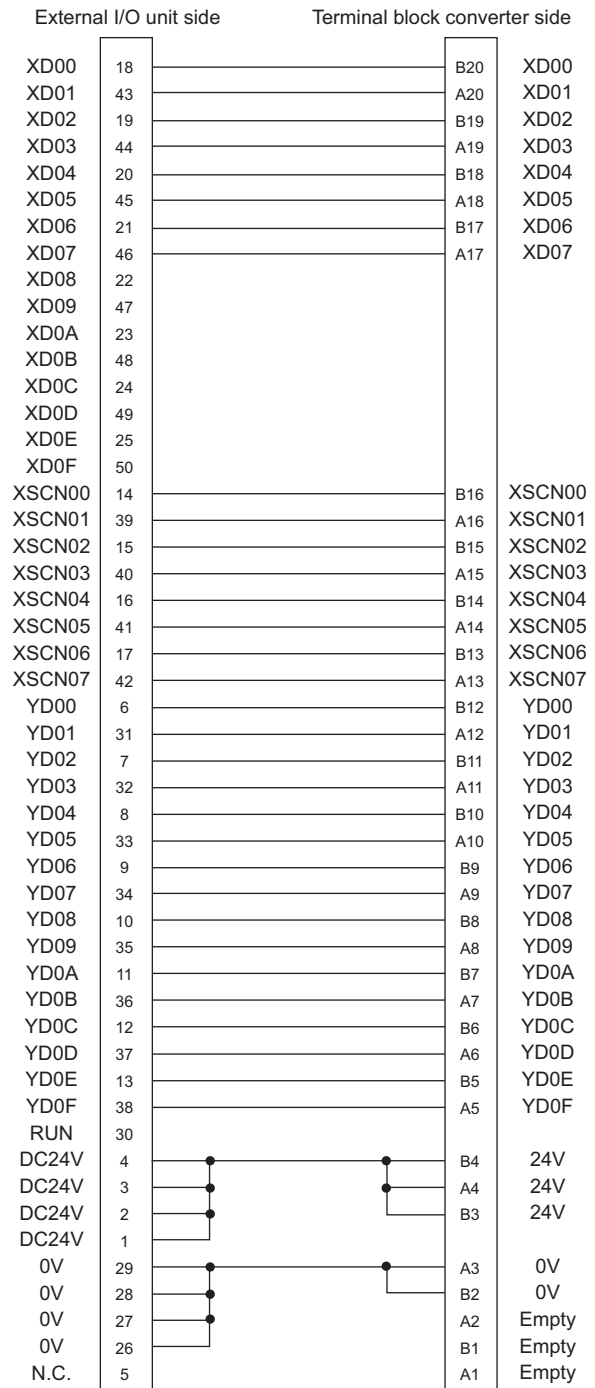 External I/O unit side Terminal block converter side
XD00 18 B20 XD00
XD01 43 A20 XD01
XD02 19 B19 XD02
XD03 44 A19 XD03
XD04 20 B18 XD04
XD05 45 A18 XD05
XD06 21 B17 XD06
XD07 46 A17 XD07
XD08 22
XD09 47
XD0A 23
XD0B 48
XD0C 24
XD0D 49
XD0E 25
XD0F 50
XSCN00 14 B16 XSCN00
XSCN01 39 A16 XSCN01
XSCN02 15 B15 XSCN02
XSCN03 40 A15 XSCN03
XSCN04 16 B14 XSCN04
XSCN05 41 A14 XSCN05
XSCN06 17 B13 XSCN06
XSCN07 42 A13 XSCN07
YD00 6 B12 YD00
YD01 31 A12 YD01
YD02 7 B11 YD02
YD03 32 A11 YD03
YD04 8 B10 YD04
YD05 33 A10 YD05
YD06 9 B9 YD06
YD07 34 A9 YD07
YD08 10 B8 YD08
YD09 35 A8 YD09
YD0A 11 B7 YD0A
YD0B 36 A7 YD0B
YD0C 12 B6 YD0C
YD0D 37 A6 YD0D
YD0E 13 B5 YD0E
YD0F 38 A5 YD0F
RUN 30
DC24V 4 B4 24V
DC24V 3 A4 24V
DC24V 2 B3 24V
DC24V 1
0V 29 A3 0V
0V 28 B2 0V
0V 27 A2 Empty
0V 26 B1 Empty
N.C. 5 A1 Empty